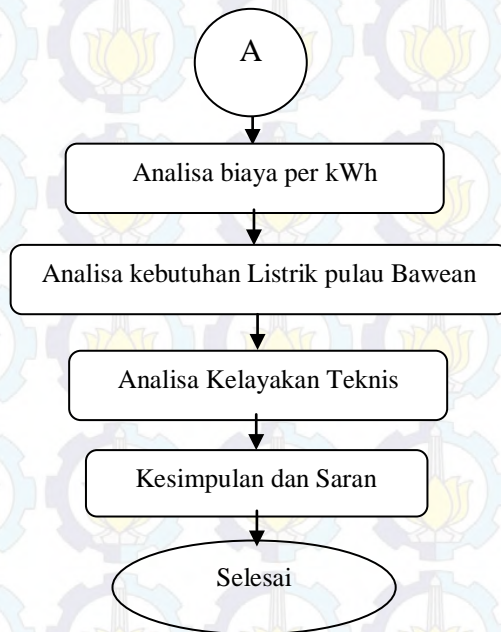 A
Analisa biaya per kWh
Analisa kebutuhan Listrik pulau Bawean
Analisa Kelayakan Teknis
Kesimpulan dan Saran
Selesai